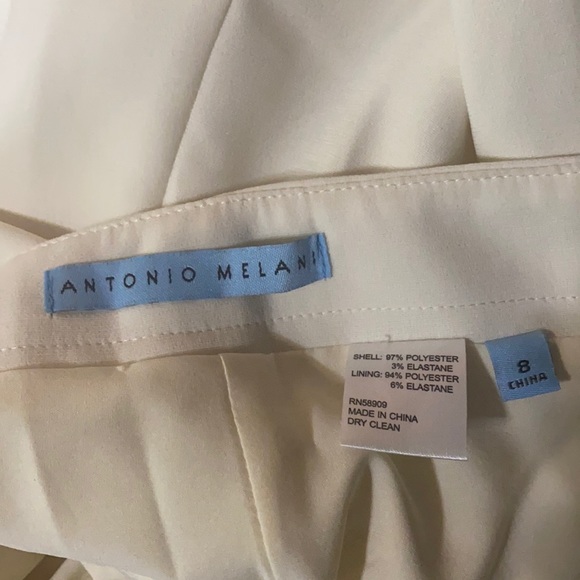 ANTONIO MELANI
SHELL: 97% POLYESTER
3% ELASTANE
LINING: 94% POLYESTER
6% ELASTANE
RN58909
MADE IN CHINA
DRY CLEAN
8
CHINA